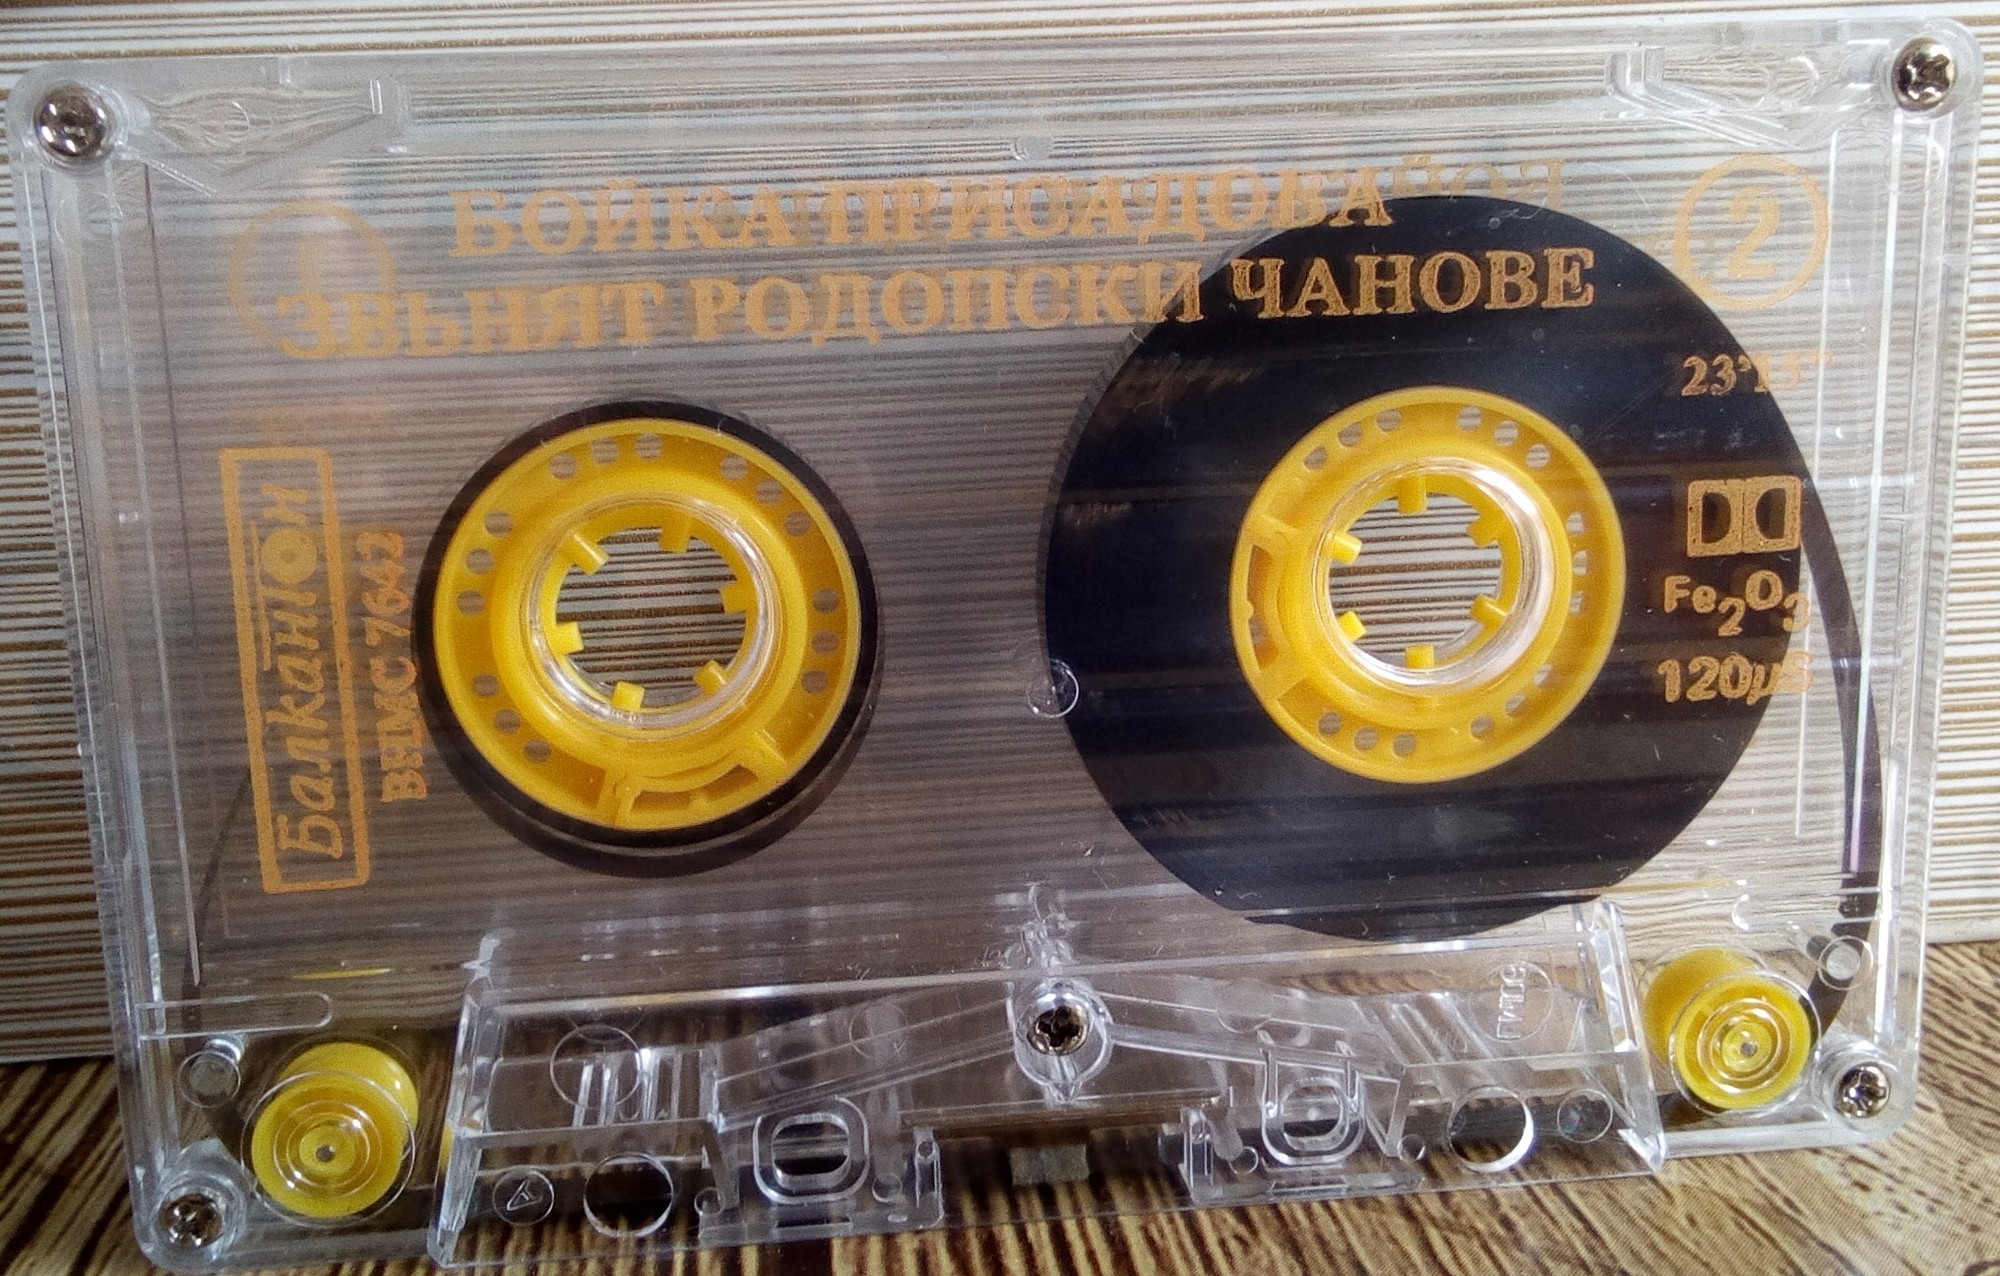 БОЙКА ПРИСАДОВА
ЗВЪНЯТ РОДОПСКИ ЧАНОВЕ
2
23'15"
Fe2O3
120µS
Балкантон
ВНМС 7642